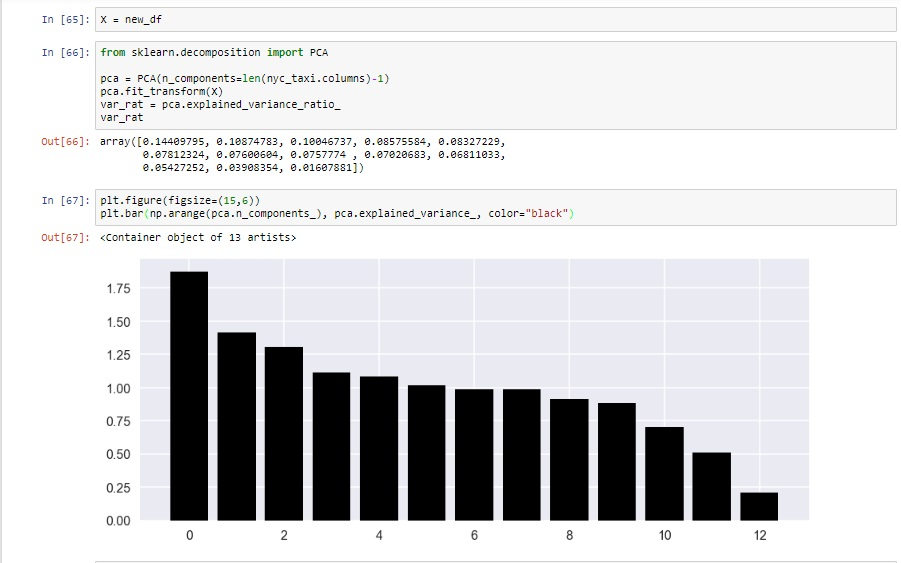 In [65]: X = new_df
In [66]: from sklearn.decomposition import PCA
pca = PCA(n_components=len(nyc_taxi.columns)-1)
pca.fit_transform(X)
var_rat = pca.explained_variance_ratio_
var_rat
Out[66]: array([0.14409795, 0.10874783, 0.10046737, 0.08575584, 0.08327229,
0.07812324, 0.07600604, 0.0757774 , 0.07020683, 0.06811033,
0.05427252, 0.03908354, 0.01607881])
In [67]: plt.figure(figsize=(15,6))
plt.bar(np.arange(pca.n_components_), pca.explained_variance_, color="black")
Out[67]: <Container object of 13 artists>
1.75
1.50
1.25
1.00
0.75
0.50
0.25
0.00
0 2 4 6 8 10 12